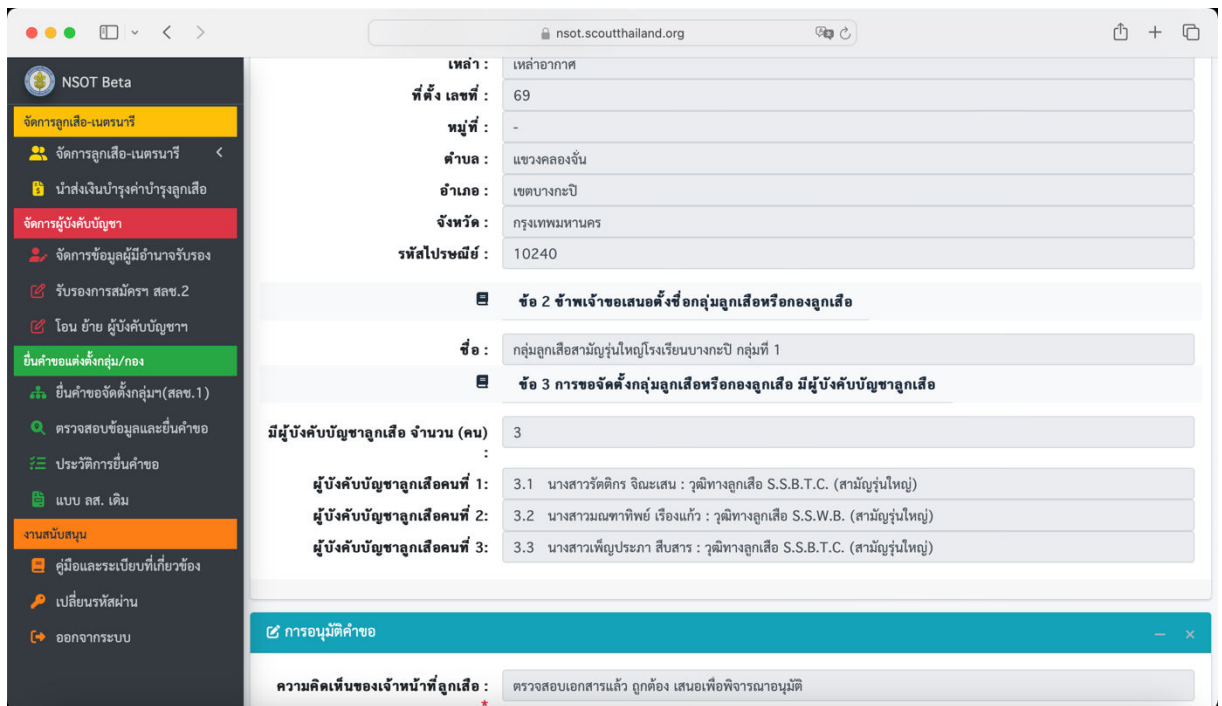 nsot.scoutthailand.org
NSOT Beta
จัดการลูกเสือ-เนตรนารี
จัดการลูกเสือ-เนตรนารี
นำส่งเงินบำรุงค่าบำรุงลูกเสือ
จัดการผู้บังคับบัญชา
จัดการข้อมูลผู้มีอำนาจรับรอง
รับรองการสมัครฯ สลช.2
โอน ย้าย ผู้บังคับบัญชาฯ
ยื่นคำขอแต่งตั้งกลุ่ม/กอง
ยื่นคำขอจัดตั้งกลุ่มฯ(สลช.1)
ตรวจสอบข้อมูลและยื่นคำขอ
ประวัติการยื่นคำขอ
แบบ ลส. เดิม
งานสนับสนุน
คู่มือและระเบียบที่เกี่ยวข้อง
เปลี่ยนรหัสผ่าน
ออกจากระบบ
เหล่า : เหล่าอากาศ
ที่ตั้ง เลขที่ : 69
หมู่ที่ : -
ตำบล : แขวงคลองจั่น
อำเภอ : เขตบางกะปิ
จังหวัด : กรุงเทพมหานคร
รหัสไปรษณีย์ : 10240
ข้อ 2 ข้าพเจ้าขอเสนอตั้งชื่อกลุ่มลูกเสือหรือกองลูกเสือ
ชื่อ : กลุ่มลูกเสือสามัญรุ่นใหญ่โรงเรียนบางกะปิ กลุ่มที่ 1
ข้อ 3 การขอจัดตั้งกลุ่มลูกเสือหรือกองลูกเสือ มีผู้บังคับบัญชาลูกเสือ
มีผู้บังคับบัญชาลูกเสือ จำนวน (คน) : 3
ผู้บังคับบัญชาลูกเสือคนที่ 1: 3.1 นางสาวรัตติกร จิณะเสน : วุฒิทางลูกเสือ S.S.B.T.C. (สามัญรุ่นใหญ่)
ผู้บังคับบัญชาลูกเสือคนที่ 2: 3.2 นางสาวมณฑาทิพย์ เรืองแก้ว : วุฒิทางลูกเสือ S.S.W.B. (สามัญรุ่นใหญ่)
ผู้บังคับบัญชาลูกเสือคนที่ 3: 3.3 นางสาวเพ็ญประภา สืบสาร : วุฒิทางลูกเสือ S.S.B.T.C. (สามัญรุ่นใหญ่)
การอนุมัติคำขอ
ความคิดเห็นของเจ้าหน้าที่ลูกเสือ : * ตรวจสอบเอกสารแล้ว ถูกต้อง เสนอเพื่อพิจารณาอนุมัติ